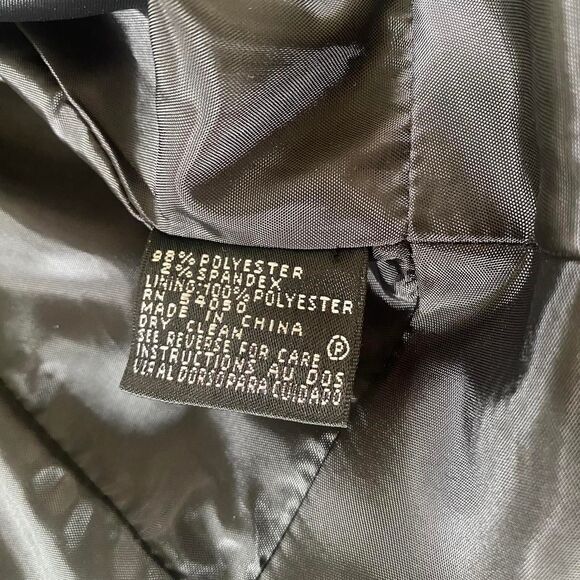 98% POLYESTER
2% SPANDEX
LINING:100% POLYESTER
RN 54090
MADE IN CHINA
DRY CLEAN
SEE REVERSE FOR CARE
INSTRUCTIONS AU DOS
VER AL DORSO PARA CUIDADO
P